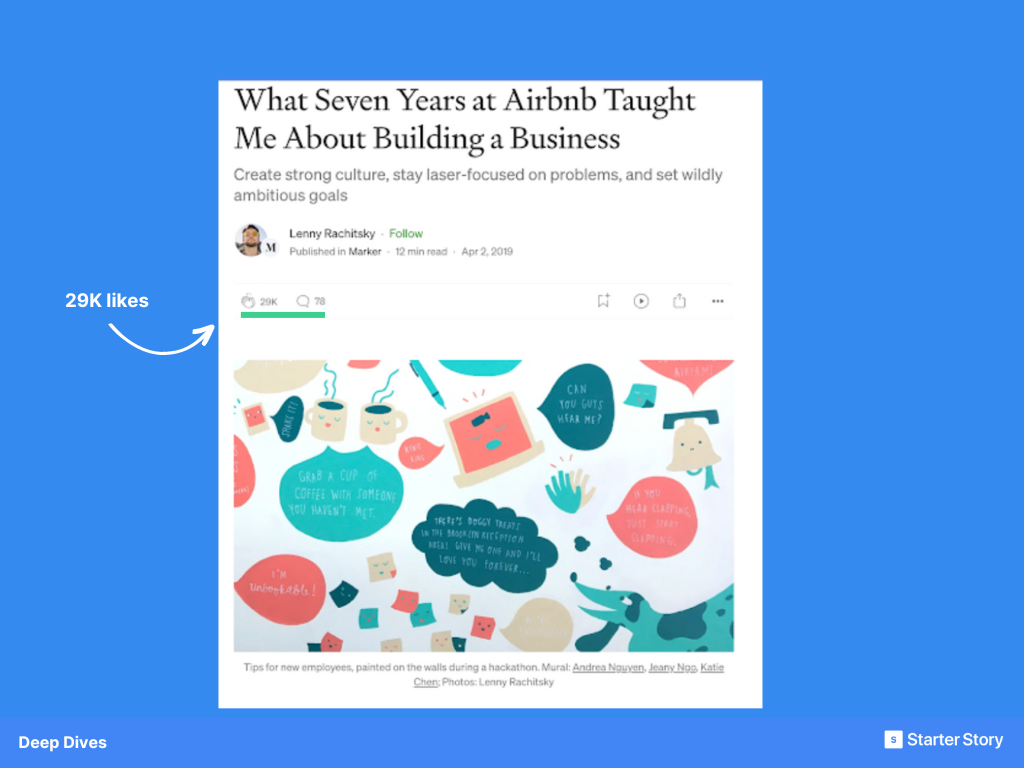 What Seven Years at Airbnb Taught
Me About Building a Business
Create strong culture, stay laser-focused on problems, and set wildly
ambitious goals
Lenny Rachitsky · Follow
M
Published in Marker · 12 min read · Apr 2, 2019
29K likes
29K 78
SHAKE IT!
CAN
YOU GUYS
HEAR ME?
GRAB A CUP OF
COFFEE WITH SOMEONE
YOU HAVEN'T MET.
THERE'S DOGGY TREATS
IN THE BROOKLYN RECEPTION
AREA! GIVE ME ONE AND I'LL
LOVE YOU FOREVER...
IF YOU
HEAR CLAPPING,
JUST START
CLAPPING.
I'M
Unbookable!
Tips for new employees, painted on the walls during a hackathon. Mural: Andrea Nguyen, Jeany Ngo, Katie
Chen; Photos: Lenny Rachitsky
Deep Dives
s Starter Story